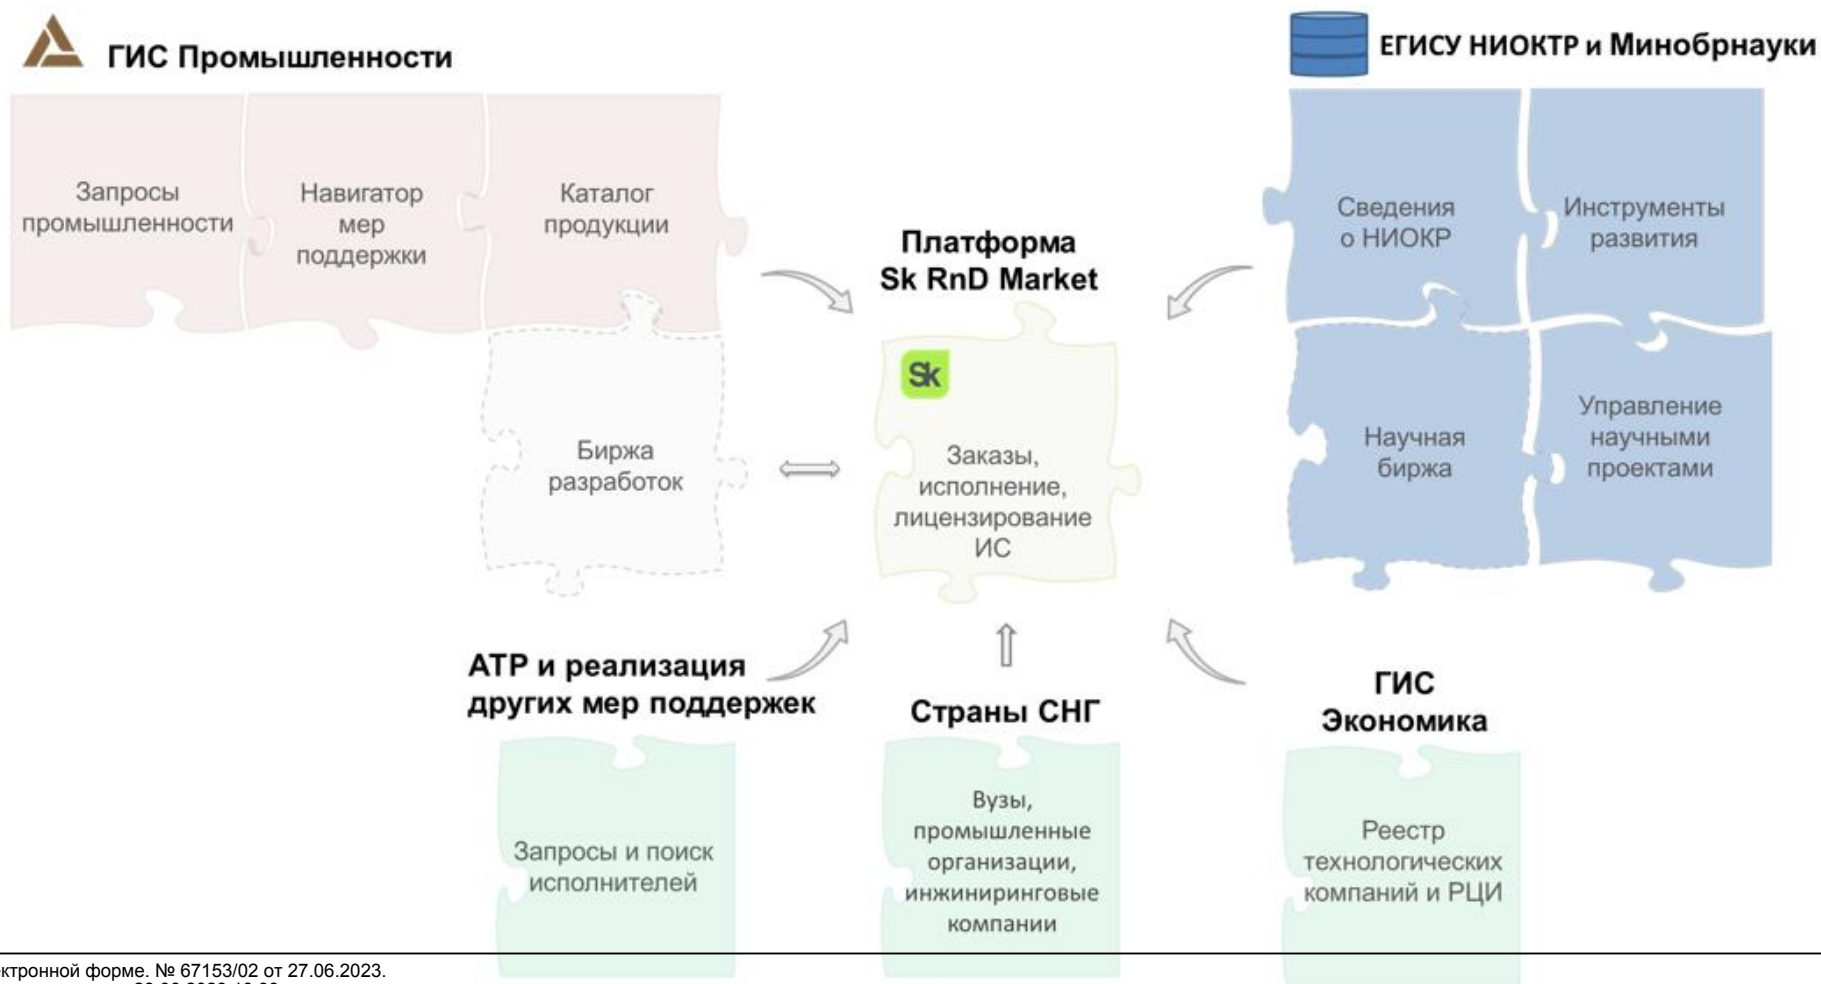 ГИС Промышленности
ЕГИСУ НИОКТР и Минобрнауки
Запросы
промышленности
Навигатор
мер
поддержки
Каталог
продукции
Платформа
Sk RnD Market
Сведения
о НИОКР
Инструменты
развития
Биржа
разработок
Sk
Заказы,
исполнение,
лицензирование
ИС
Научная
биржа
Управление
научными
проектами
АТР и реализация
других мер поддержек
Страны СНГ
ГИС
Экономика
Запросы и поиск
исполнителей
Вузы,
промышленные
организации,
инжиниринговые
компании
Реестр
технологических
компаний и РЦИ
ктронной форме. № 67153/02 от 27.06.2023.